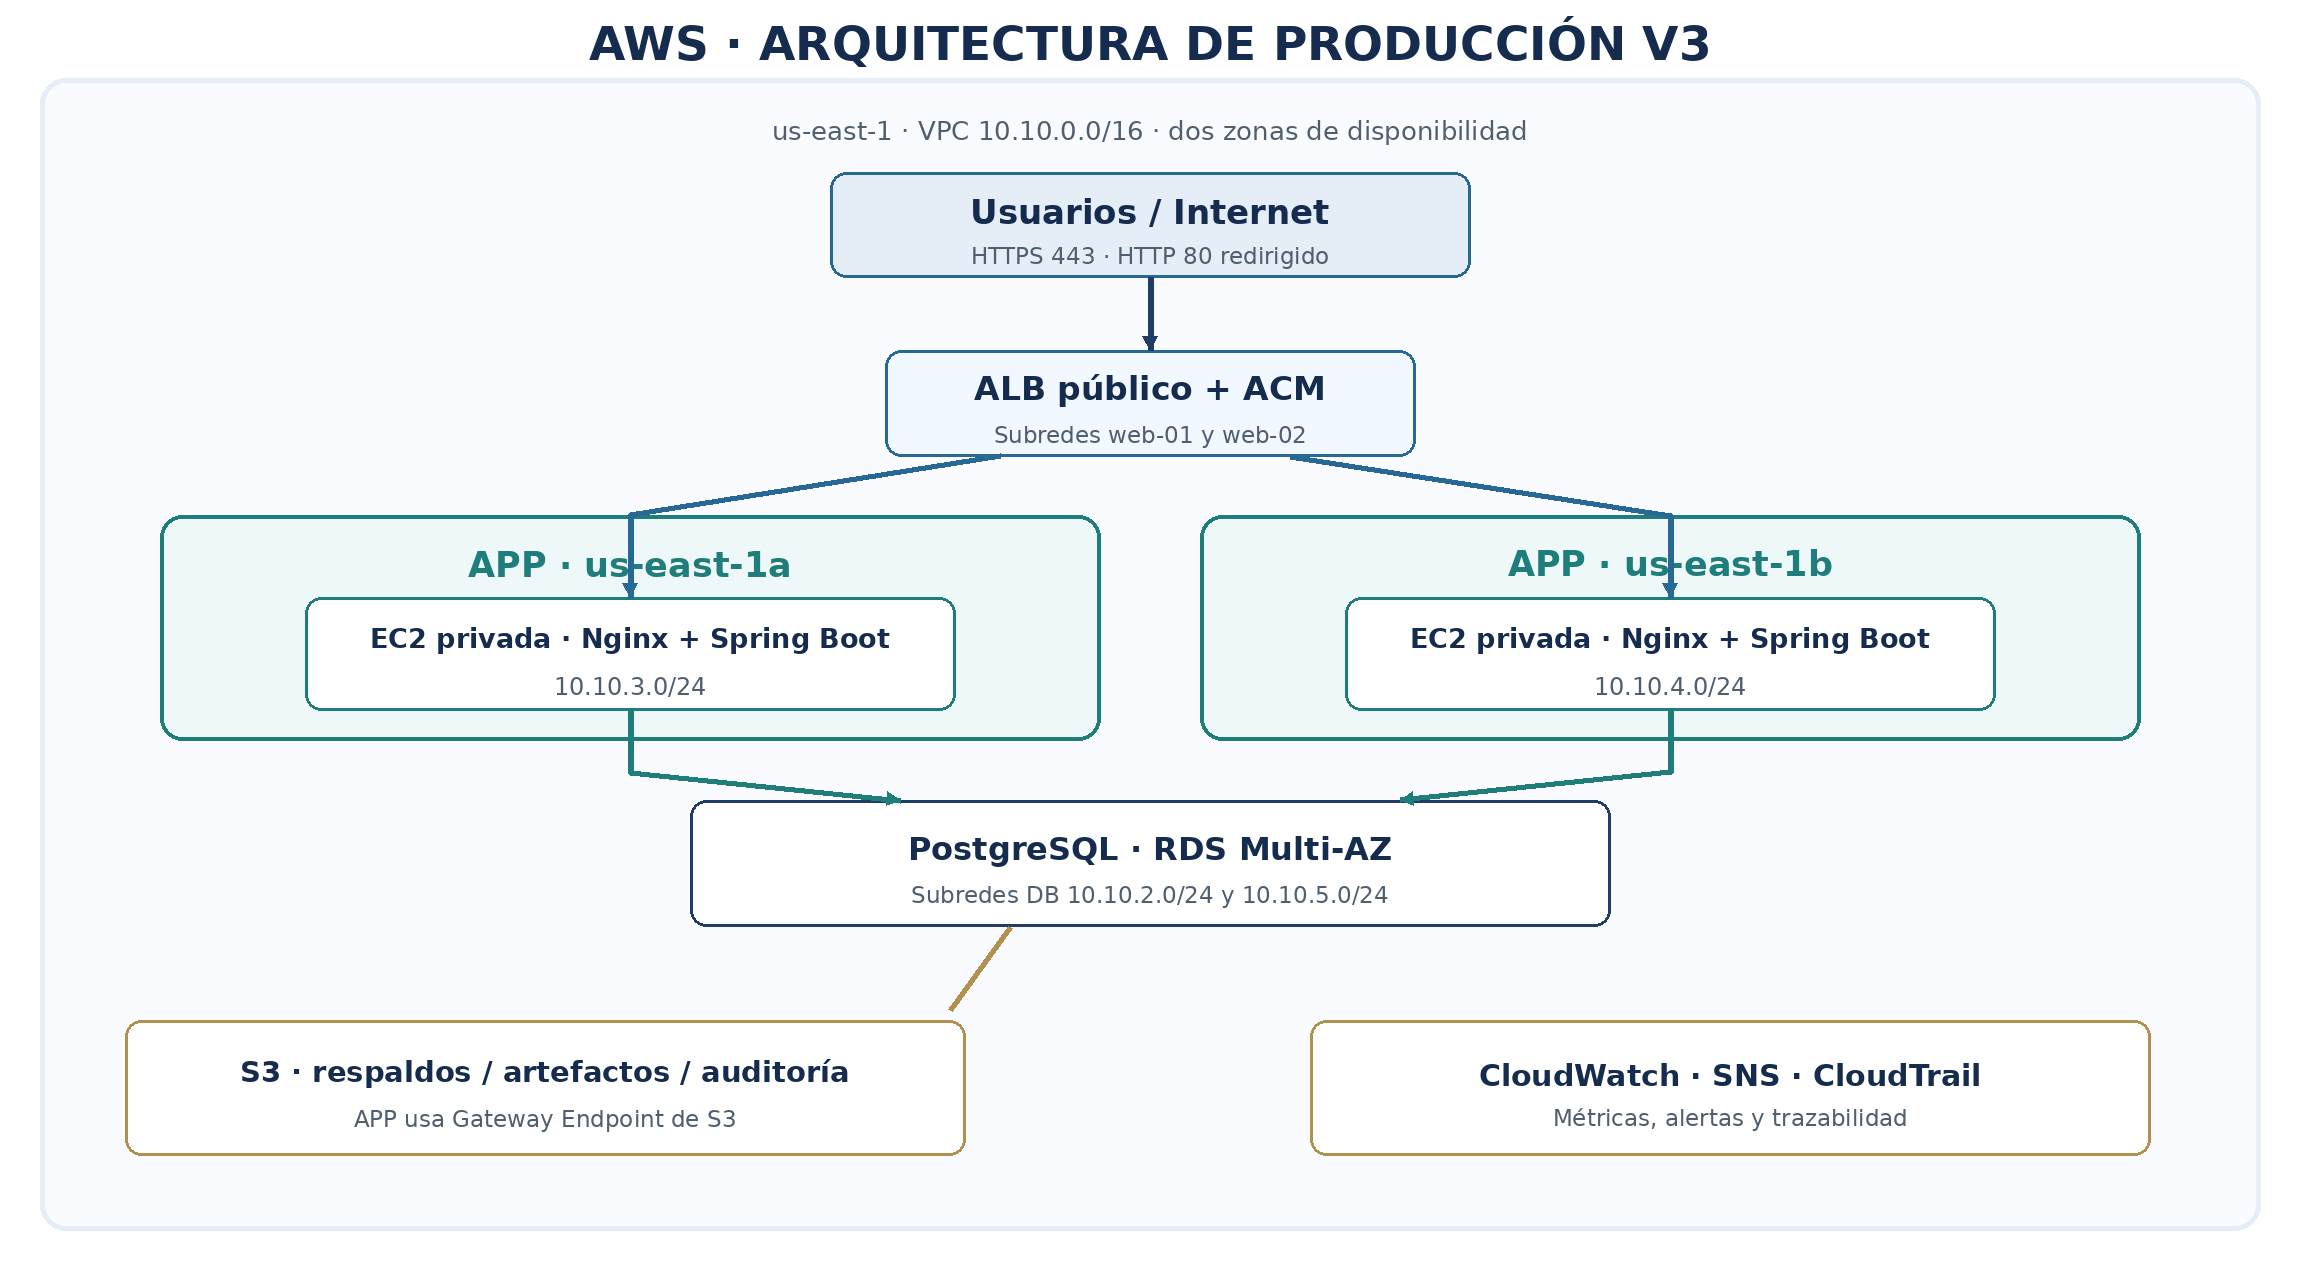 AWS · ARQUITECTURA DE PRODUCCIÓN V3
us-east-1 · VPC 10.10.0.0/16 · dos zonas de disponibilidad
Usuarios / Internet
HTTPS 443 · HTTP 80 redirigido
ALB público + ACM
Subredes web-01 y web-02
APP · us-east-1a
EC2 privada · Nginx + Spring Boot
10.10.3.0/24
APP · us-east-1b
EC2 privada · Nginx + Spring Boot
10.10.4.0/24
PostgreSQL · RDS Multi-AZ
Subredes DB 10.10.2.0/24 y 10.10.5.0/24
S3 · respaldos / artefactos / auditoría
APP usa Gateway Endpoint de S3
CloudWatch · SNS · CloudTrail
Métricas, alertas y trazabilidad